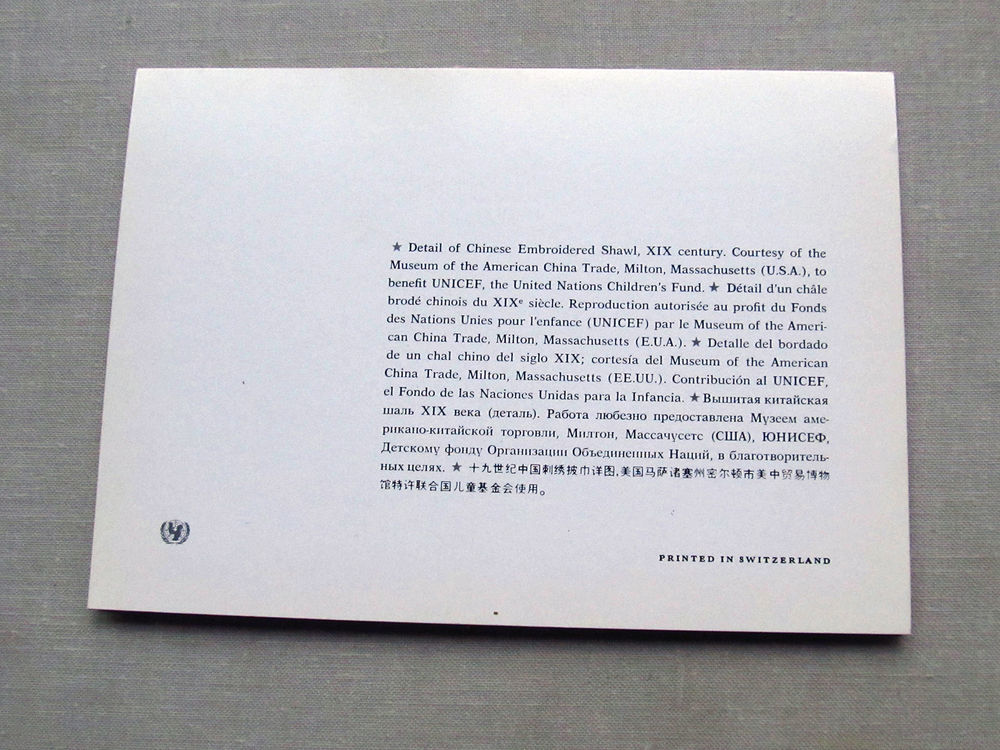 ★ Detail of Chinese Embroidered Shawl, XIX century. Courtesy of the
Museum of the American China Trade, Milton, Massachusetts (U.S.A.), to
benefit UNICEF, the United Nations Children's Fund. ★ Détail d'un châle
brodé chinois du XIXᵉ siècle. Reproduction autorisée au profit du Fonds
des Nations Unies pour l'enfance (UNICEF) par le Museum of the Ameri-
can China Trade, Milton, Massachusetts (E.U.A.). ★ Detalle del bordado
de un chal chino del siglo XIX; cortesía del Museum of the American
China Trade, Milton, Massachusetts (EE.UU.). Contribución al UNICEF,
el Fondo de las Naciones Unidas para la Infancia. ★ Вышитая китайская
шаль XIX века (деталь). Работа любезно предоставлена Музеем аме-
рикано-китайской торговли, Милтон, Массачусетс (США), ЮНИСЕФ,
Детскому фонду Организации Объединенных Наций, в благотворитель-
ных целях. ★ 十九世纪中国刺绣披巾详图,美国马萨诸塞州密尔顿市美中贸易博物
馆特许联合国儿童基金会使用。
PRINTED IN SWITZERLAND